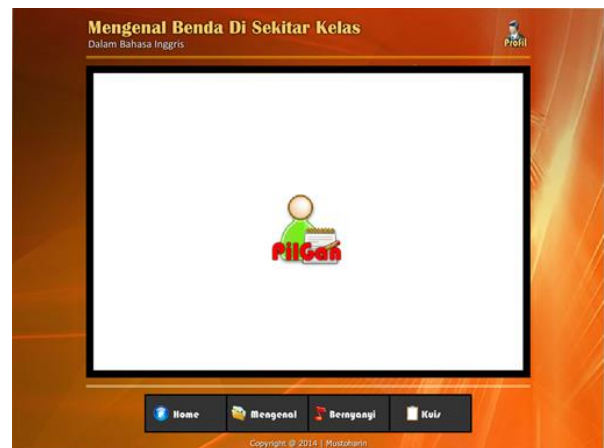 Mengenal Benda Di Sekitar Kelas
Dalam Bahasa Inggris
Profil
PilGan
Home
Mengenal
Bernyanyi
Kuis
Copyright @ 2014 | Mustoharin